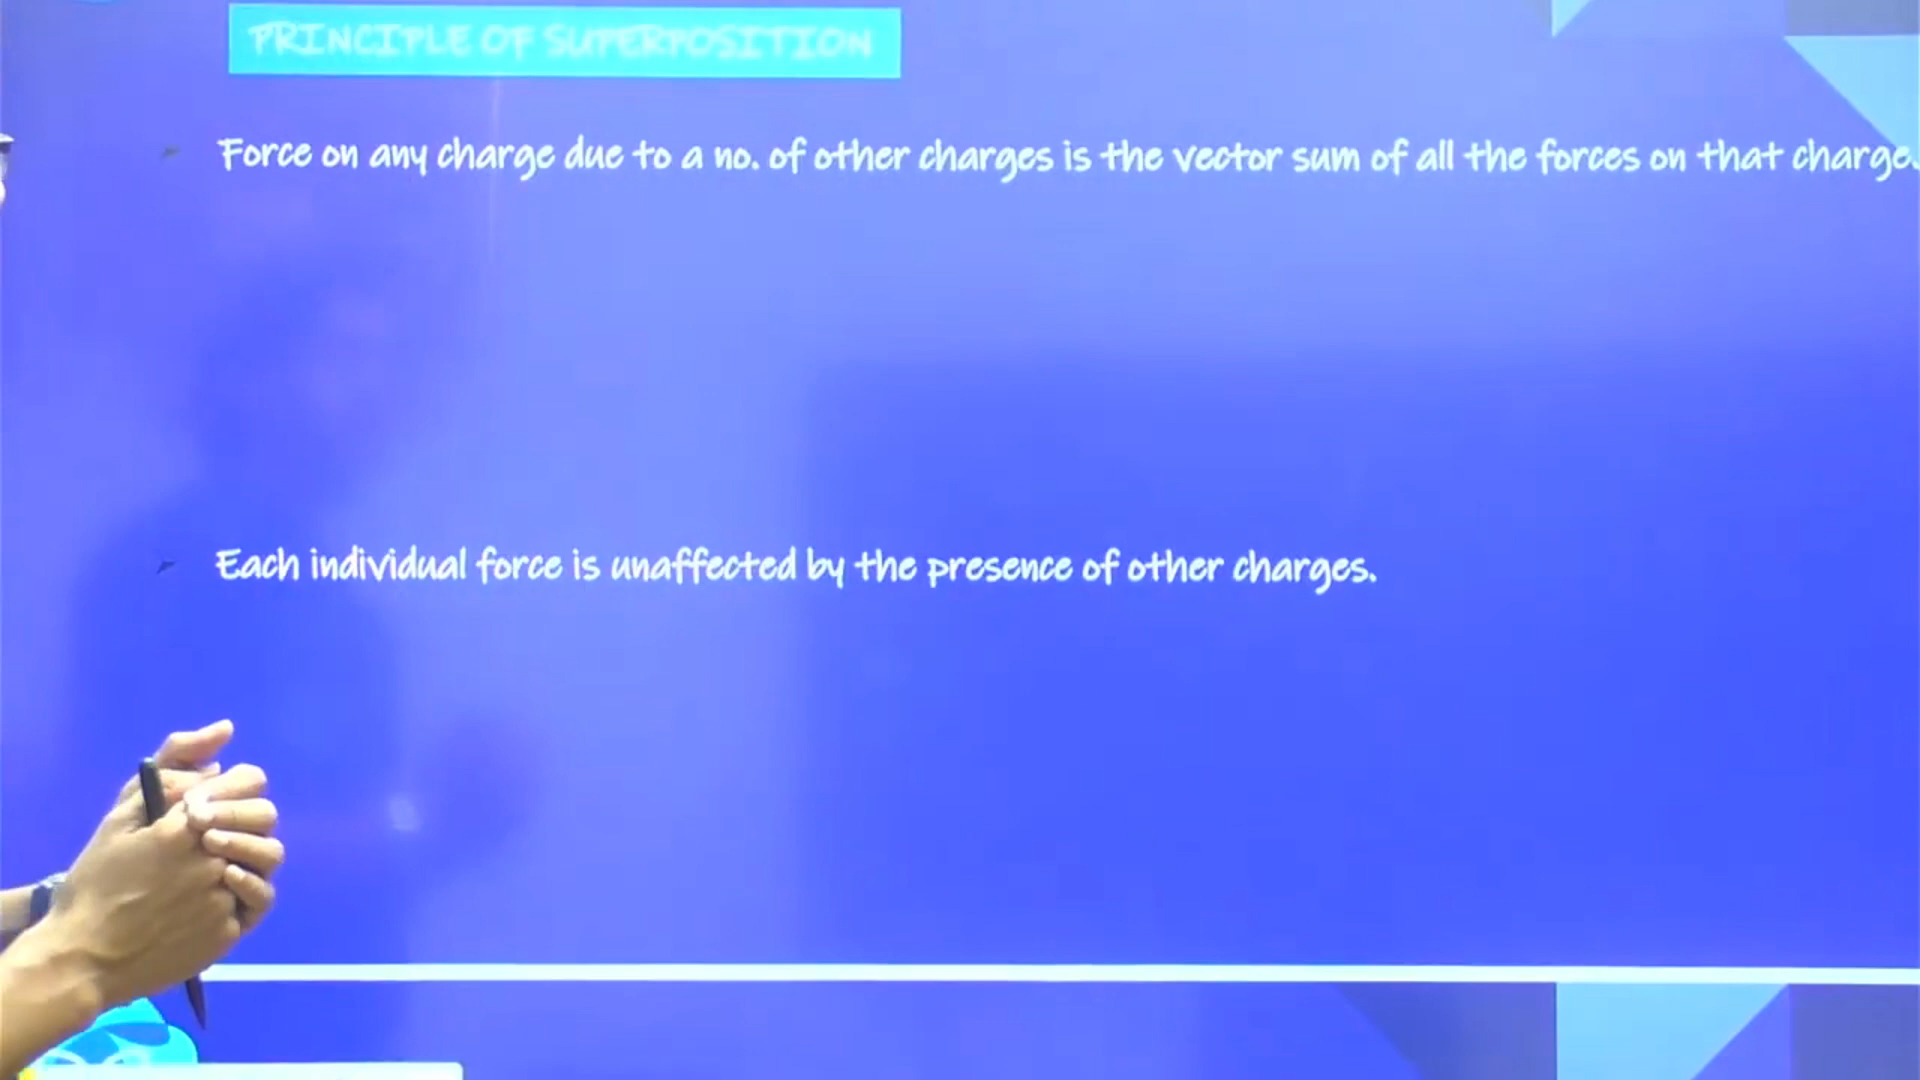 PRINCIPLE OF SUPERPOSITION
Force on any charge due to a no. of other charges is the vector sum of all the forces on that charge.
Each individual force is unaffected by the presence of other charges.